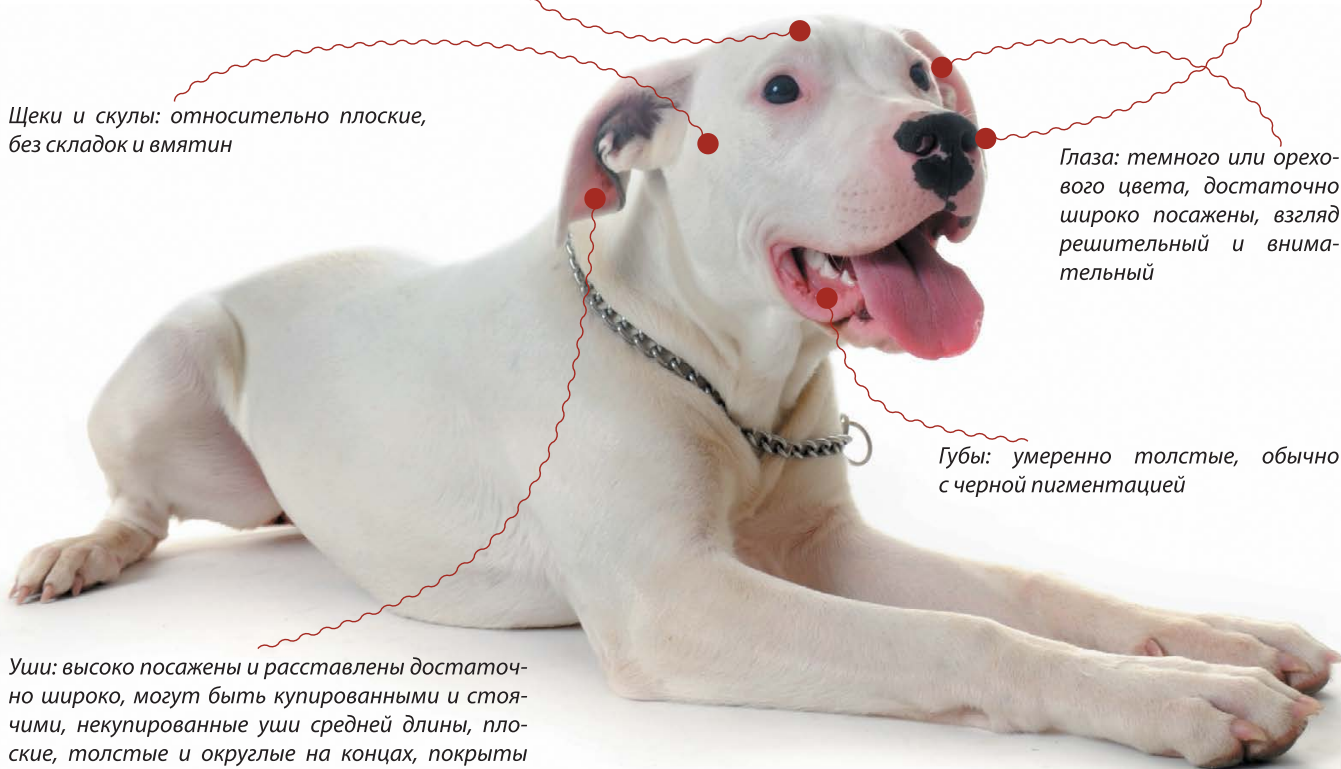 Щеки и скулы: относительно плоские,
без складок и вмятин
Глаза: темного или орехо-
вого цвета, достаточно
широко посажены, взгляд
решительный и внима-
тельный
Губы: умеренно толстые, обычно
с черной пигментацией
Уши: высоко посажены и расставлены достаточ-
но широко, могут быть купированными и стоя-
чими, некупированные уши средней длины, пло-
ские, толстые и округлые на концах, покрыты